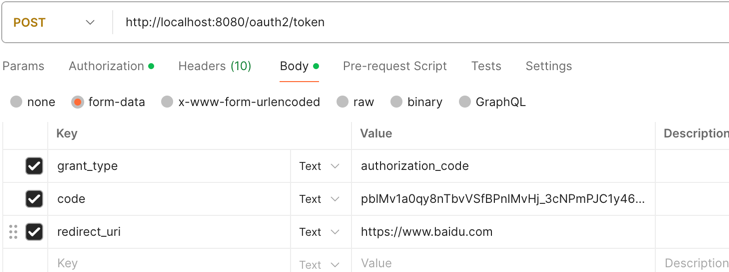 POST http://localhost:8080/oauth2/token
Params Authorization Headers (10) Body Pre-request Script Tests Settings
none form-data x-www-form-urlencoded raw binary GraphQL
Key Value Description
grant_type Text authorization_code
code Text pblMv1a0qy8nTbvVSfBPnlMvHj_3cNPmPJC1y46...
redirect_uri Text https://www.baidu.com
Key Text Value Description